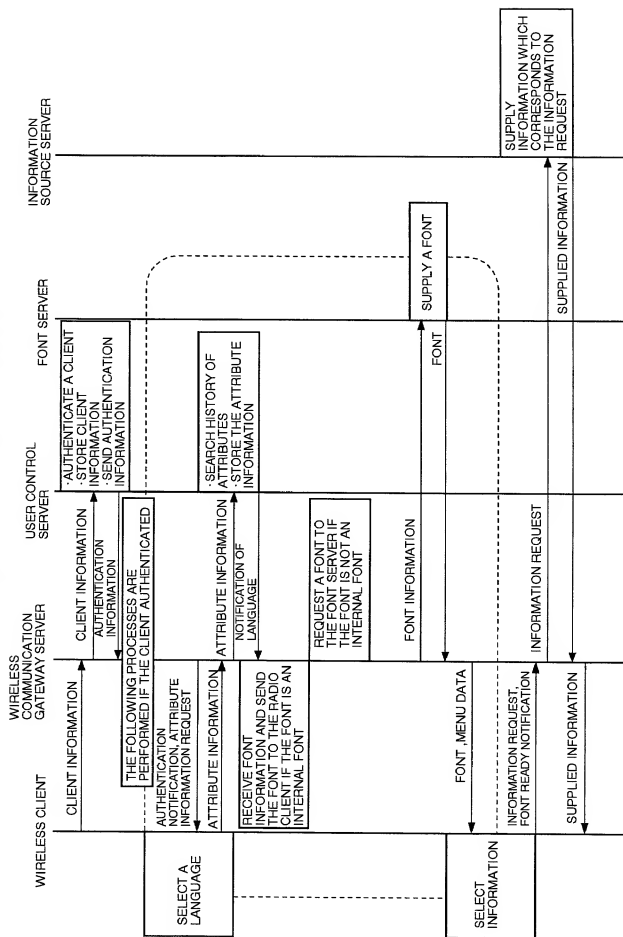 WIRELESS CLIENT
WIRELESS
COMMUNICATION
GATEWAY SERVER
USER CONTROL
SERVER
FONT SERVER
INFORMATION
SOURCE SERVER
CLIENT INFORMATION
CLIENT INFORMATION
·AUTHENTICATE A CLIENT
·STORE CLIENT
INFORMATION
·SEND AUTHENTICATION
INFORMATION
AUTHENTICATION
INFORMATION
THE FOLLOWING PROCESSES ARE
PERFORMED IF THE CLIENT AUTHENTICATED
AUTHENTICATION
NOTIFICATION, ATTRIBUTE
INFORMATION REQUEST
SELECT A
LANGUAGE
ATTRIBUTE INFORMATION
ATTRIBUTE INFORMATION
·SEARCH HISTORY OF
ATTRIBUTES
·STORE THE ATTRIBUTE
INFORMATION
NOTIFICATION OF
LANGUAGE
RECEIVE FONT
INFORMATION AND SEND
THE FONT TO THE RADIO
CLIENT IF THE FONT IS AN
INTERNAL FONT
REQUEST A FONT TO
THE FONT SERVER IF
THE FONT IS NOT AN
INTERNAL FONT
FONT INFORMATION
SUPPLY A FONT
FONT
FONT ,MENU DATA
SELECT
INFORMATION
INFORMATION REQUEST,
FONT READY NOTIFICATION
INFORMATION REQUEST
SUPPLY
INFORMATION WHICH
CORRESPONDS TO
THE INFORMATION
REQUEST
SUPPLIED INFORMATION
SUPPLIED INFORMATION